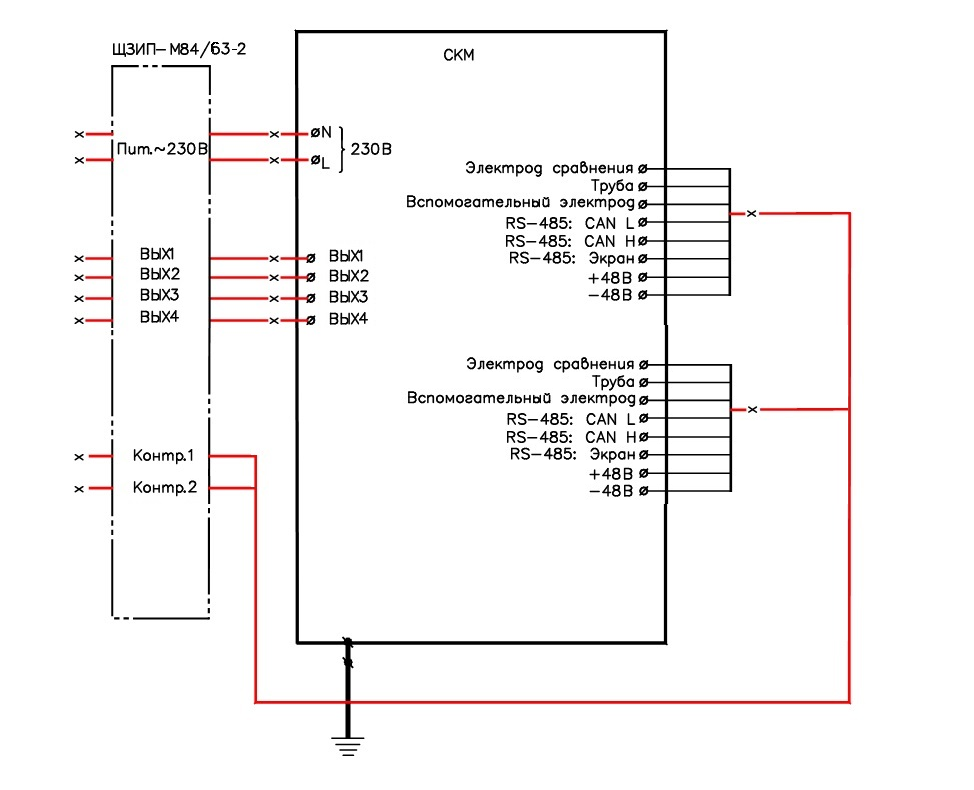 ЩЗИП-М84/63-2
СКМ
Пит.~230В
N
L
230В
Электрод сравнения
Труба
Вспомогательный электрод
RS-485: CAN L
RS-485: CAN H
RS-485: Экран
+48В
-48В
ВЫХ1
ВЫХ2
ВЫХ3
ВЫХ4
ВЫХ1
ВЫХ2
ВЫХ3
ВЫХ4
Электрод сравнения
Труба
Вспомогательный электрод
RS-485: CAN L
RS-485: CAN H
RS-485: Экран
+48В
-48В
Контр.1
Контр.2